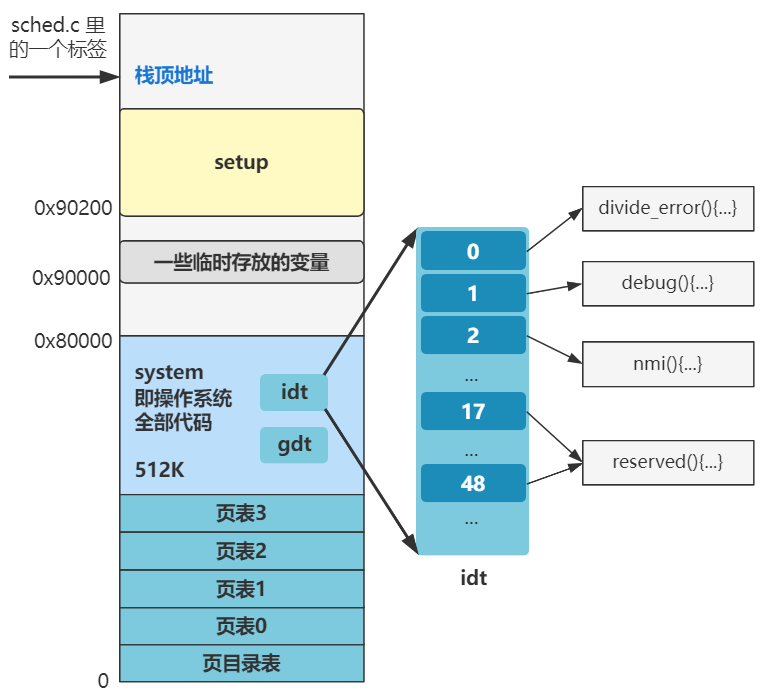 sched.c 里
的一个标签
栈顶地址
setup
0x90200
一些临时存放的变量
0x90000
0x80000
system
即操作系统
全部代码
512K
idt
gdt
页表3
页表2
页表1
页表0
页目录表
0
0
1
2
...
17
...
48
...
idt
divide_error(){...}
debug(){...}
nmi(){...}
reserved(){...}